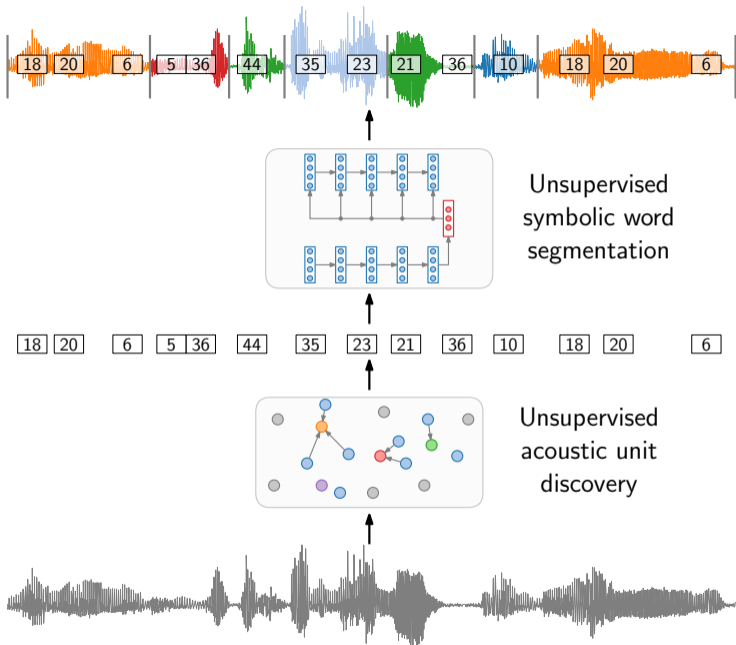 18 20 6 5 36 44 35 23 21 36 10 18 20 6
Unsupervised
symbolic word
segmentation
18 20 6 5 36 44 35 23 21 36 10 18 20 6
Unsupervised
acoustic unit
discovery